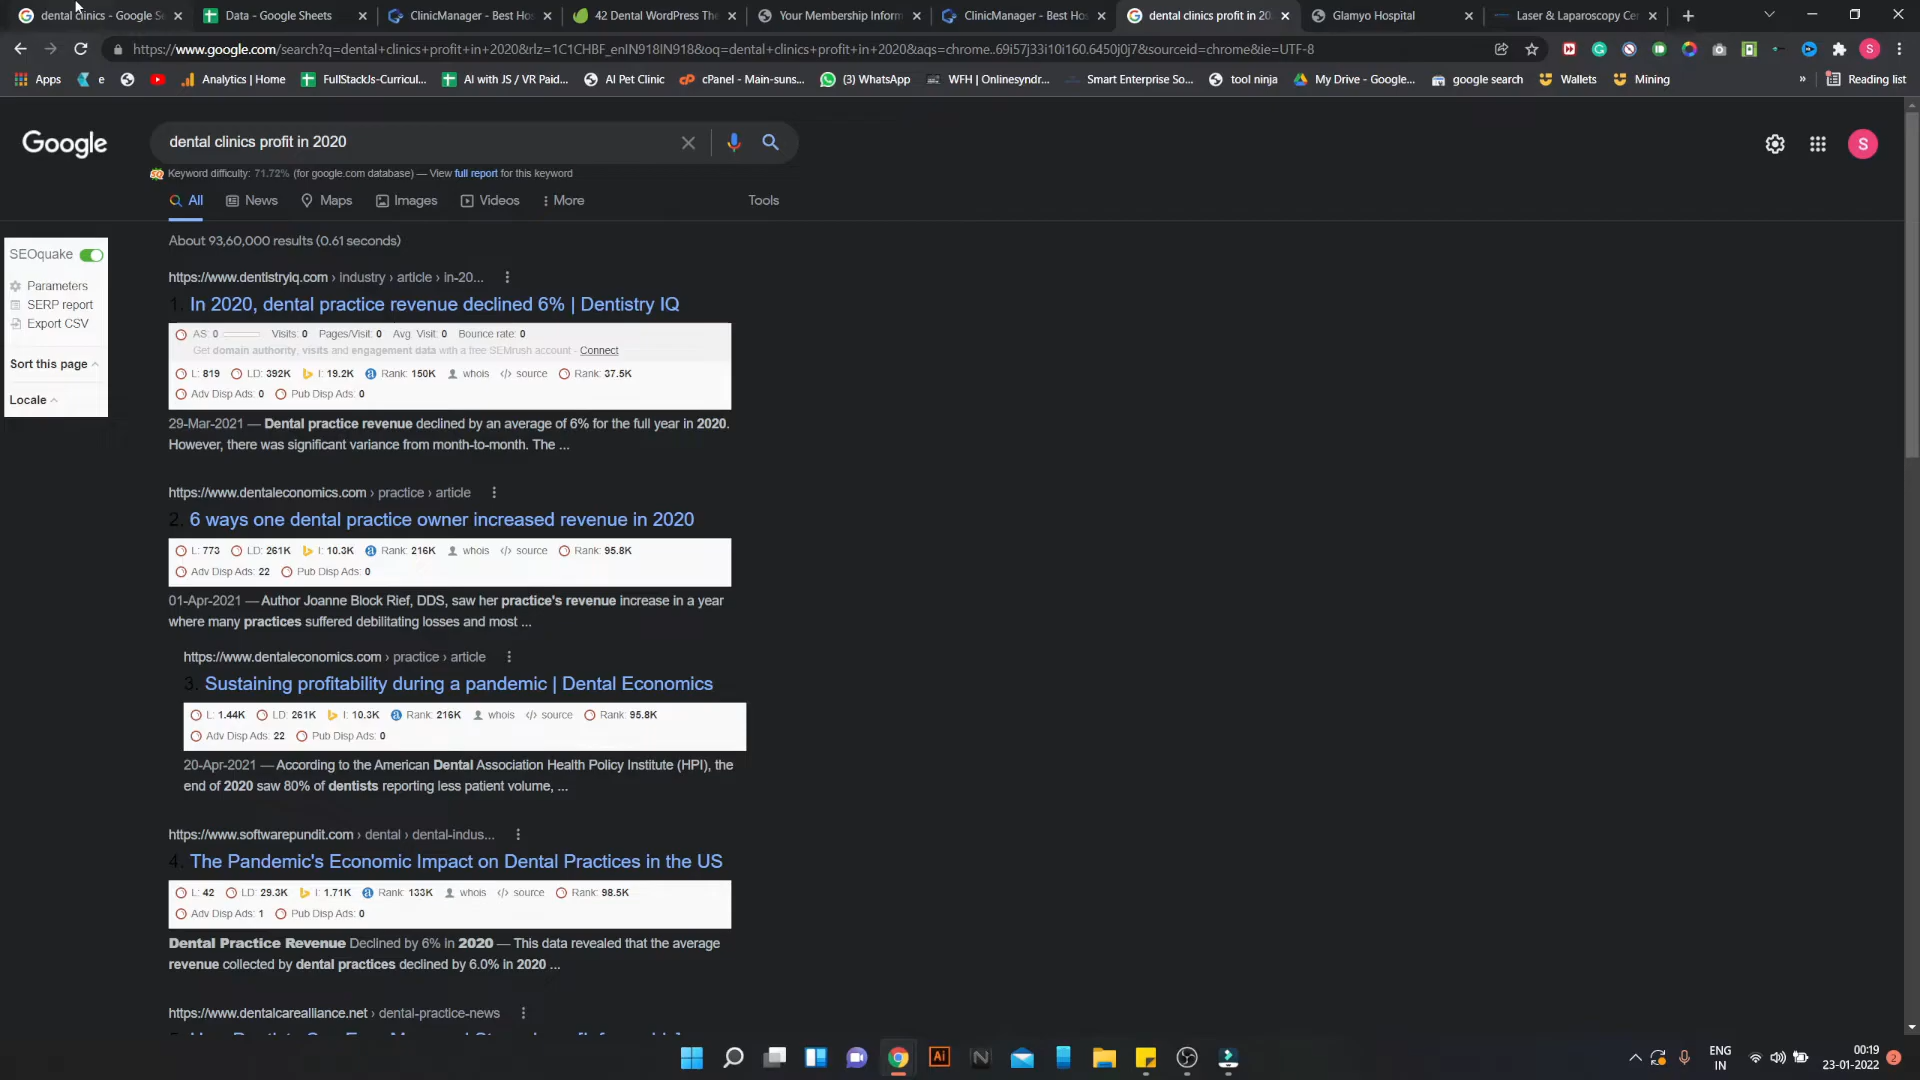 dental clinics - Google Se
Data - Google Sheets
ClinicManager - Best Hos
42 Dental WordPress The
Your Membership Inform
ClinicManager - Best Hos
dental clinics profit in 20
Glamyo Hospital
Laser & Laparoscopy Ce
https://www.google.com/search?q=dental+clinics+profit+in+2020&rlz=1C1CHBF_enIN918IN918&oq=dental+clinics+profit+in+2020&aqs=chrome..69i57j33i10i160.6450j0j7&sourceid=chrome&ie=UTF-8
S
Apps
e
Analytics | Home
FullStackJs-Curricul...
AI with JS / VR Paid...
AI Pet Clinic
cPanel - Main-suns...
(3) WhatsApp
WFH | Onlinesyndr...
Smart Enterprise So...
tool ninja
My Drive - Google...
google search
Wallets
Mining
»
Reading list
Google
dental clinics profit in 2020
S
Keyword difficulty: 71.72% (for google.com database) — View full report for this keyword
All
News
Maps
Images
Videos
More
Tools
About 93,60,000 results (0.61 seconds)
SEOquake
Parameters
SERP report
Export CSV
Sort this page
Locale
https://www.dentistryiq.com › industry › article › in-20...
1. In 2020, dental practice revenue declined 6% | Dentistry IQ
AS: 0 Visits: 0 Pages/Visit: 0 Avg. Visit: 0 Bounce rate: 0
Get domain authority, visits and engagement data with a free SEMrush account - Connect
L: 819 LD: 392K I: 19.2K Rank: 150K whois source Rank: 37.5K
Adv Disp Ads: 0 Pub Disp Ads: 0
29-Mar-2021 — Dental practice revenue declined by an average of 6% for the full year in 2020.
However, there was significant variance from month-to-month. The ...
https://www.dentaleconomics.com › practice › article
2. 6 ways one dental practice owner increased revenue in 2020
L: 773 LD: 261K I: 10.3K Rank: 216K whois source Rank: 95.8K
Adv Disp Ads: 22 Pub Disp Ads: 0
01-Apr-2021 — Author Joanne Block Rief, DDS, saw her practice's revenue increase in a year
where many practices suffered debilitating losses and most ...
https://www.dentaleconomics.com › practice › article
3. Sustaining profitability during a pandemic | Dental Economics
L: 1.44K LD: 261K I: 10.3K Rank: 216K whois source Rank: 95.8K
Adv Disp Ads: 22 Pub Disp Ads: 0
20-Apr-2021 — According to the American Dental Association Health Policy Institute (HPI), the
end of 2020 saw 80% of dentists reporting less patient volume, ...
https://www.softwarepundit.com › dental › dental-indus...
4. The Pandemic's Economic Impact on Dental Practices in the US
L: 42 LD: 29.3K I: 1.71K Rank: 133K whois source Rank: 98.5K
Adv Disp Ads: 1 Pub Disp Ads: 0
Dental Practice Revenue Declined by 6% in 2020 — This data revealed that the average
revenue collected by dental practices declined by 6.0% in 2020 ...
https://www.dentalcarealliance.net › dental-practice-news
Ai
N
ENG
IN
00:19
23-01-2022
2